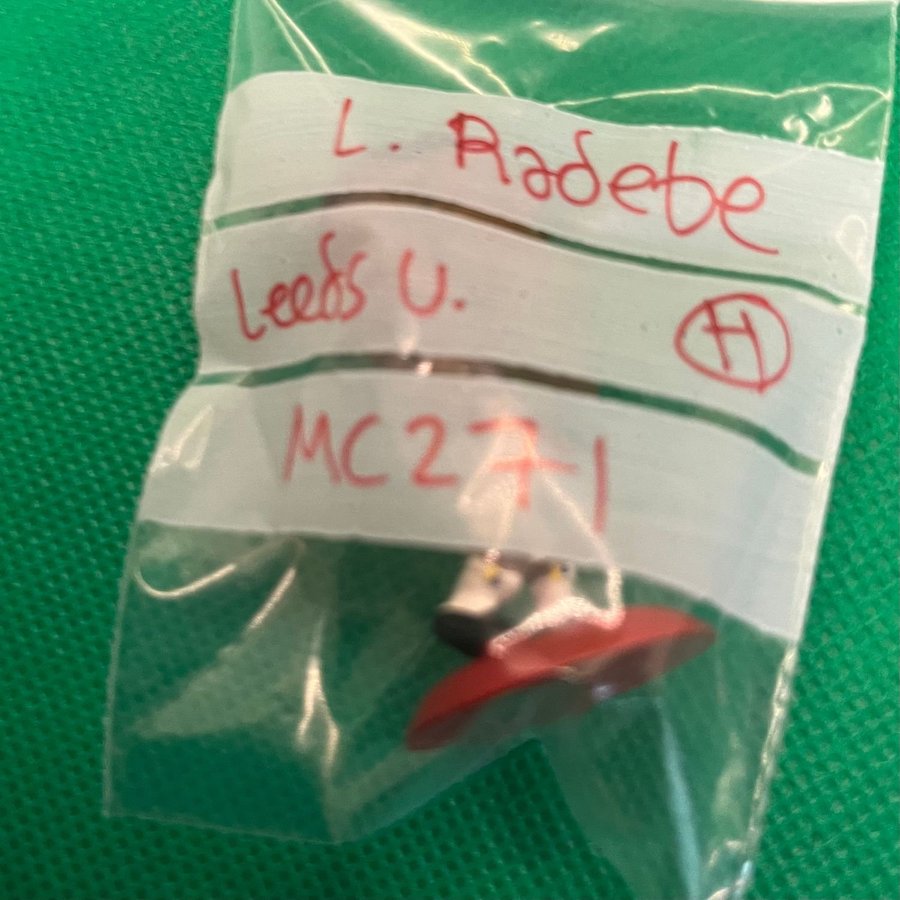 L. Radebe
Leeds U. H
MC271